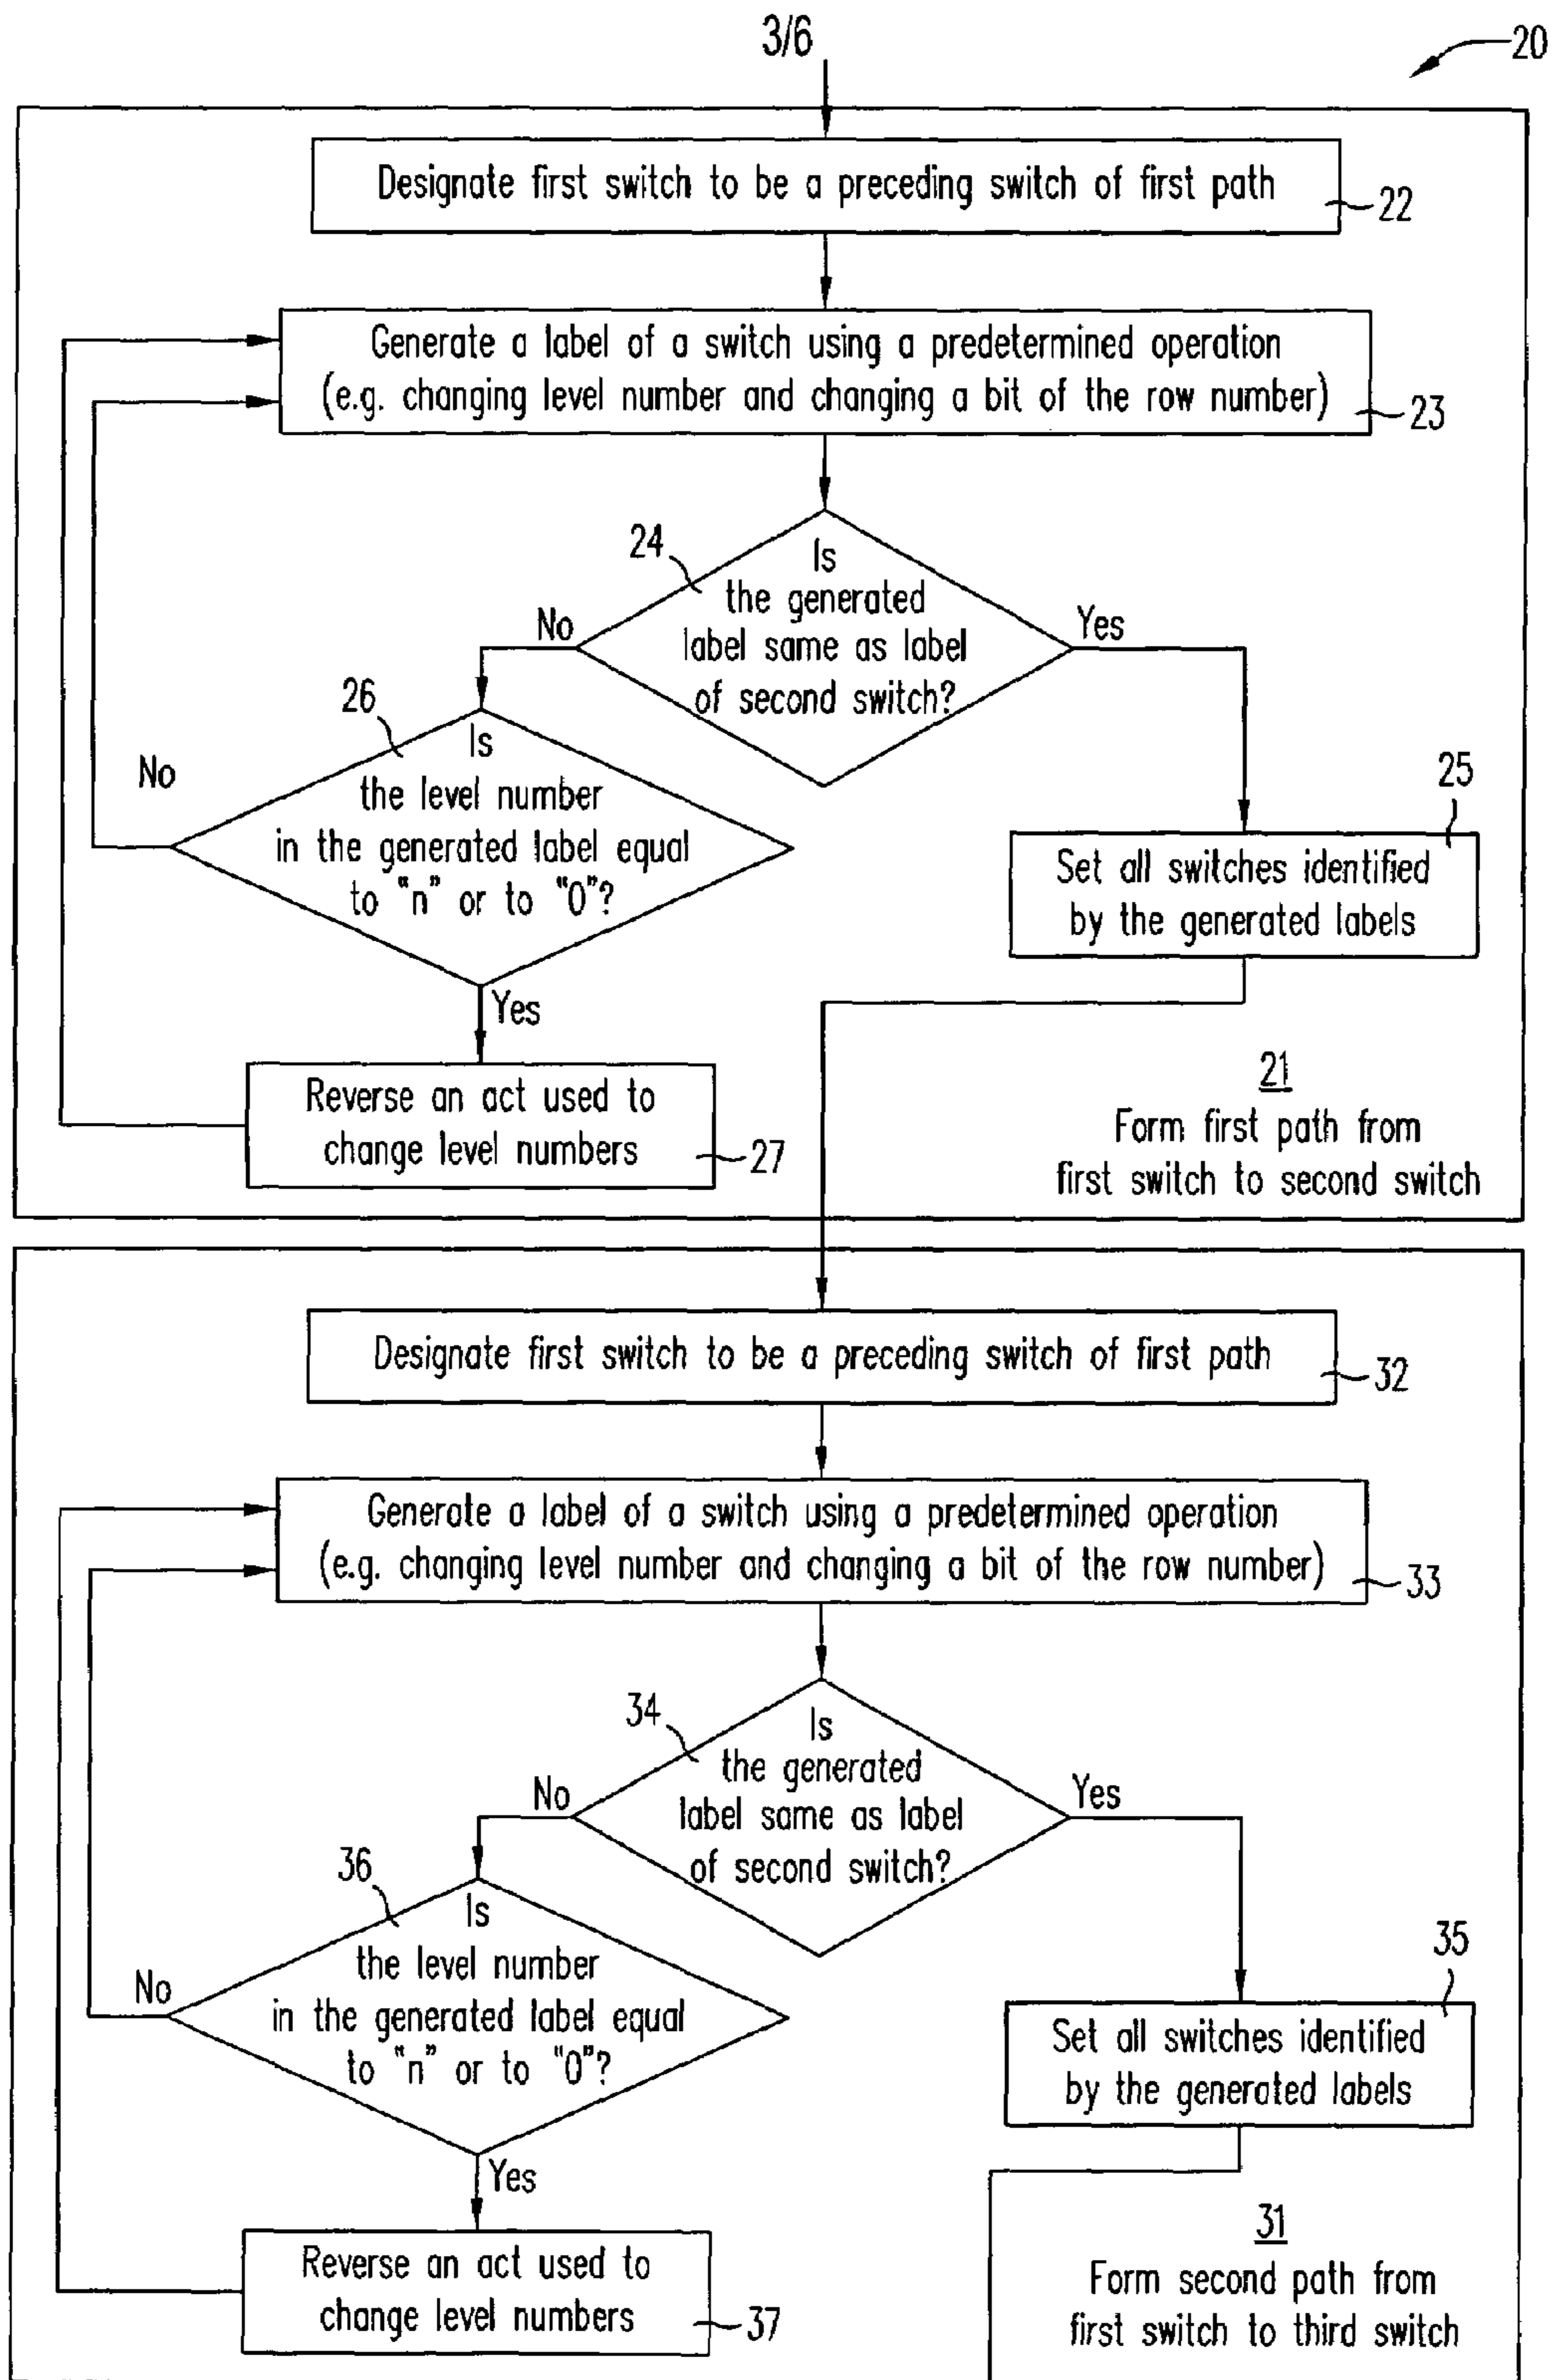 3/6
20
Designate first switch to be a preceding switch of first path
22
Generate a label of a switch using a predetermined operation
(e.g. changing level number and changing a bit of the row number)
23
24
Is
the generated
label same as label
of second switch?
No
Yes
26
Is
the level number
in the generated label equal
to "n" or to "0"?
No
25
Set all switches identified
by the generated labels
Yes
Reverse an act used to
change level numbers
27
21
Form first path from
first switch to second switch
Designate first switch to be a preceding switch of first path
32
Generate a label of a switch using a predetermined operation
(e.g. changing level number and changing a bit of the row number)
33
34
Is
the generated
label same as label
of second switch?
No
Yes
36
Is
the level number
in the generated label equal
to "n" or to "0"?
No
35
Set all switches identified
by the generated labels
Yes
Reverse an act used to
change level numbers
37
31
Form second path from
first switch to third switch